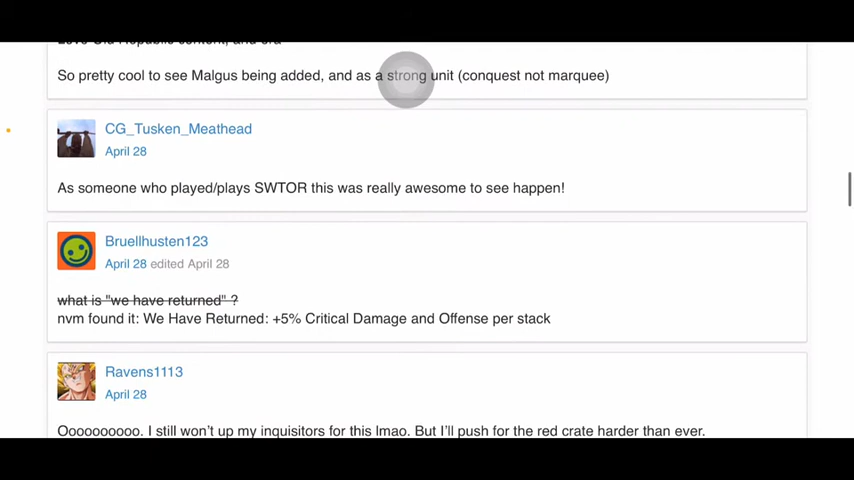 So pretty cool to see Malgus being added, and as a strong unit (conquest not marquee)
CG_Tusken_Meathead
April 28
As someone who played/plays SWTOR this was really awesome to see happen!
Bruellhusten123
April 28 edited April 28
what is "we have returned" ?
nvm found it: We Have Returned: +5% Critical Damage and Offense per stack
Ravens1113
April 28
Oooooooooo. I still won't up my inquisitors for this lmao. But I'll push for the red crate harder than ever.